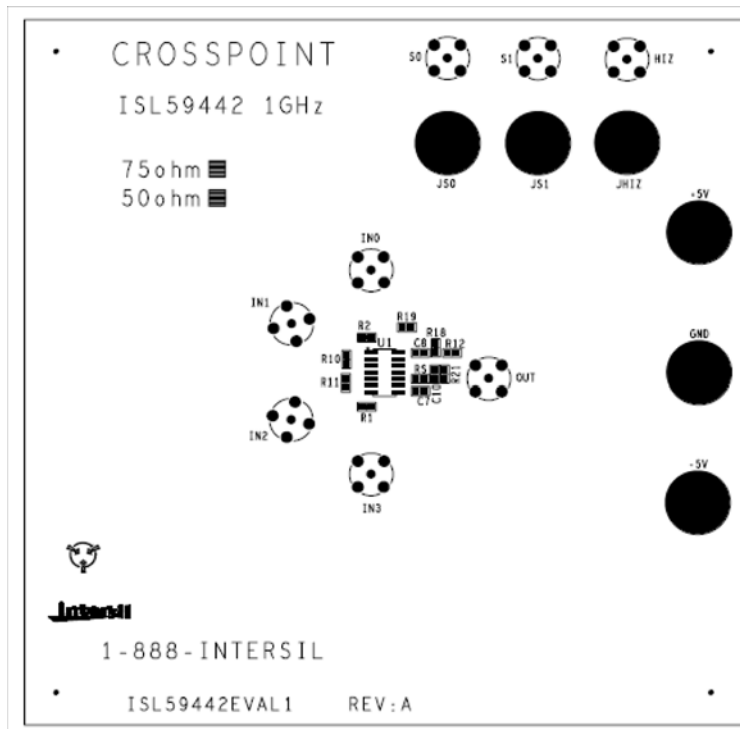 CROSSPOINT
S0
S1
HIZ
ISL59442 1GHz
75ohm
50ohm
JS0
JS1
JHIZ
-5V
IN0
IN1
R19
R2
U1
R18
C8
R12
GND
R10
R5
R21
OUT
R11
C7
C10
R1
IN2
-5V
IN3
intersil
1-888-INTERSIL
ISL59442EVAL1 REV:A